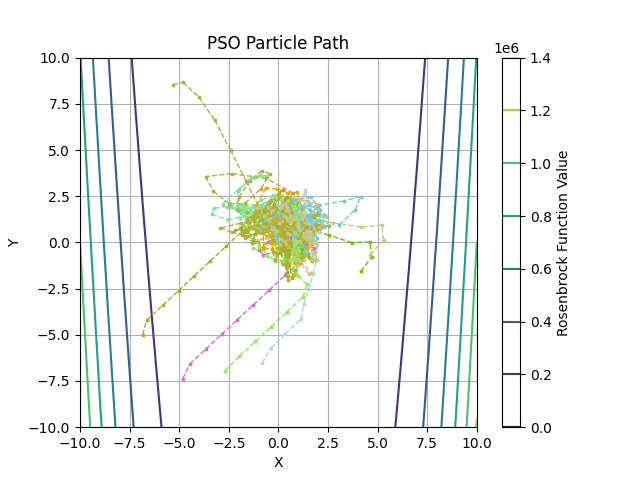 PSO Particle Path
1e6
10.0
7.5
5.0
2.5
0.0
−2.5
−5.0
−7.5
−10.0
Y
−10.0 −7.5 −5.0 −2.5 0.0 2.5 5.0 7.5 10.0
X
1.4
1.2
1.0
0.8
0.6
0.4
0.2
0.0
Rosenbrock Function Value